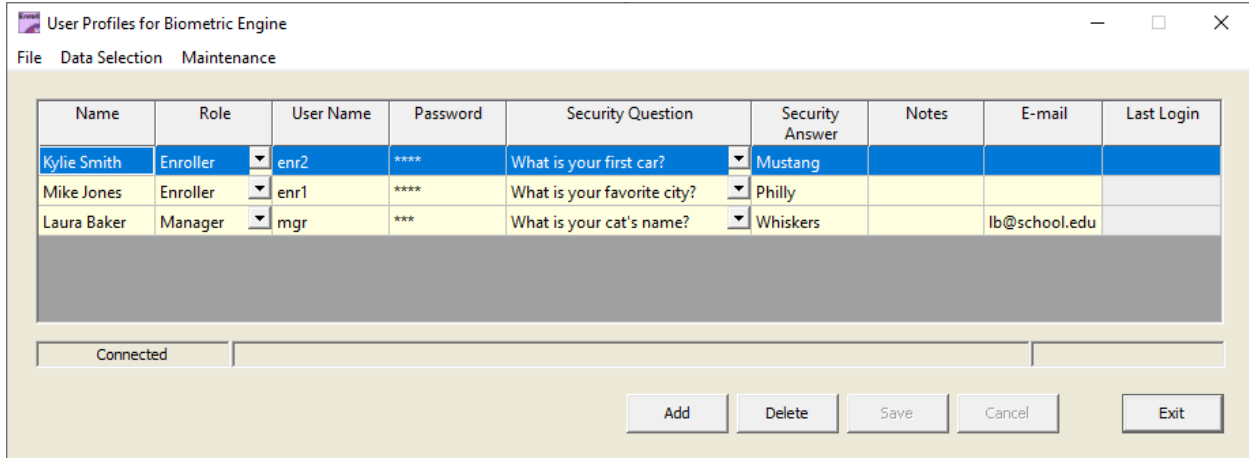 Enroll
User Profiles for Biometric Engine
File Data Selection Maintenance
Name Role User Name Password Security Question Security Answer Notes E-mail Last Login
Kylie Smith Enroller enr2 **** What is your first car? Mustang
Mike Jones Enroller enr1 **** What is your favorite city? Philly
Laura Baker Manager mgr *** What is your cat's name? Whiskers lb@school.edu
Connected
Add Delete Save Cancel Exit